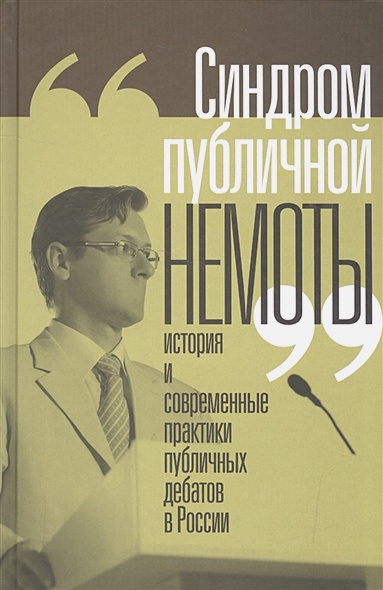 Синдром
публичной
НЕМОТЫ
история
и
современные
практики
публичных
дебатов
в России